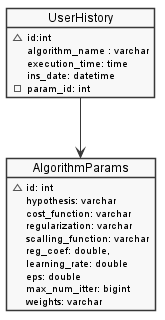 UserHistory
id:int
algorithm_name : varchar
execution_time: time
ins_date: datetime
param_id: int
AlgorithmParams
id: int
hypothesis: varchar
cost_function: varchar
regularization: varchar
scalling_function: varchar
reg_coef: double,
learning_rate: double
eps: double
max_num_itter: bigint
weights: varchar